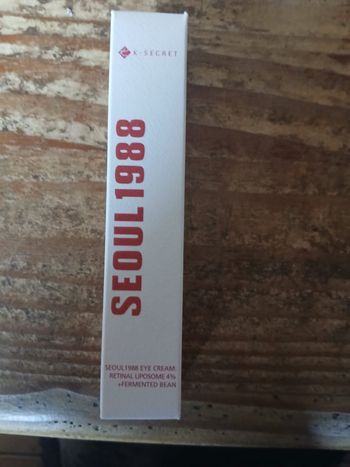 K-SECRET
SEOUL1988
SEOUL1988 EYE CREAM
RETINAL LIPOSOME 4%
+FERMENTED BEAN